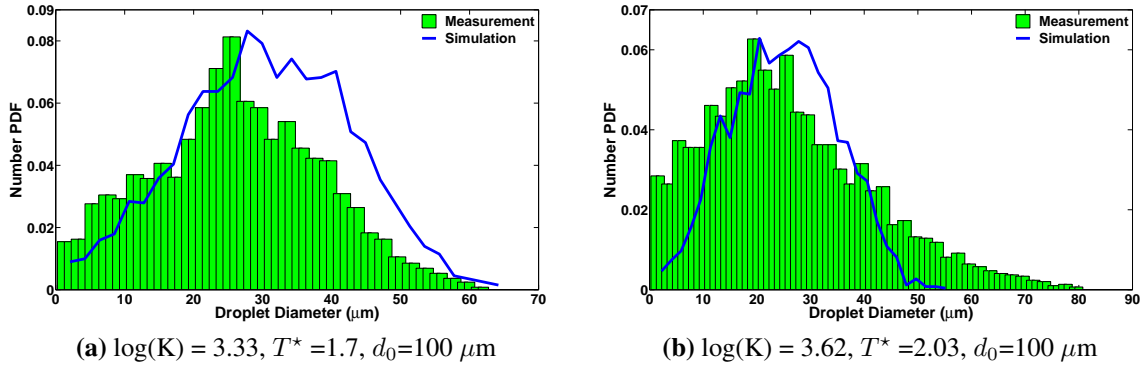 0.09
0.08
0.06
0.04
0.02
0
0 10 20 30 40 50 60 70
Number PDF
Droplet Diameter (μm)
Measurement
Simulation
(a) log(K) = 3.33, T* =1.7, d0=100 μm
0.07
0.06
0.04
0.02
0
0 10 20 30 40 50 60 70 80 90
Number PDF
Droplet Diameter (μm)
Measurement
Simulation
(b) log(K) = 3.62, T* =2.03, d0=100 μm